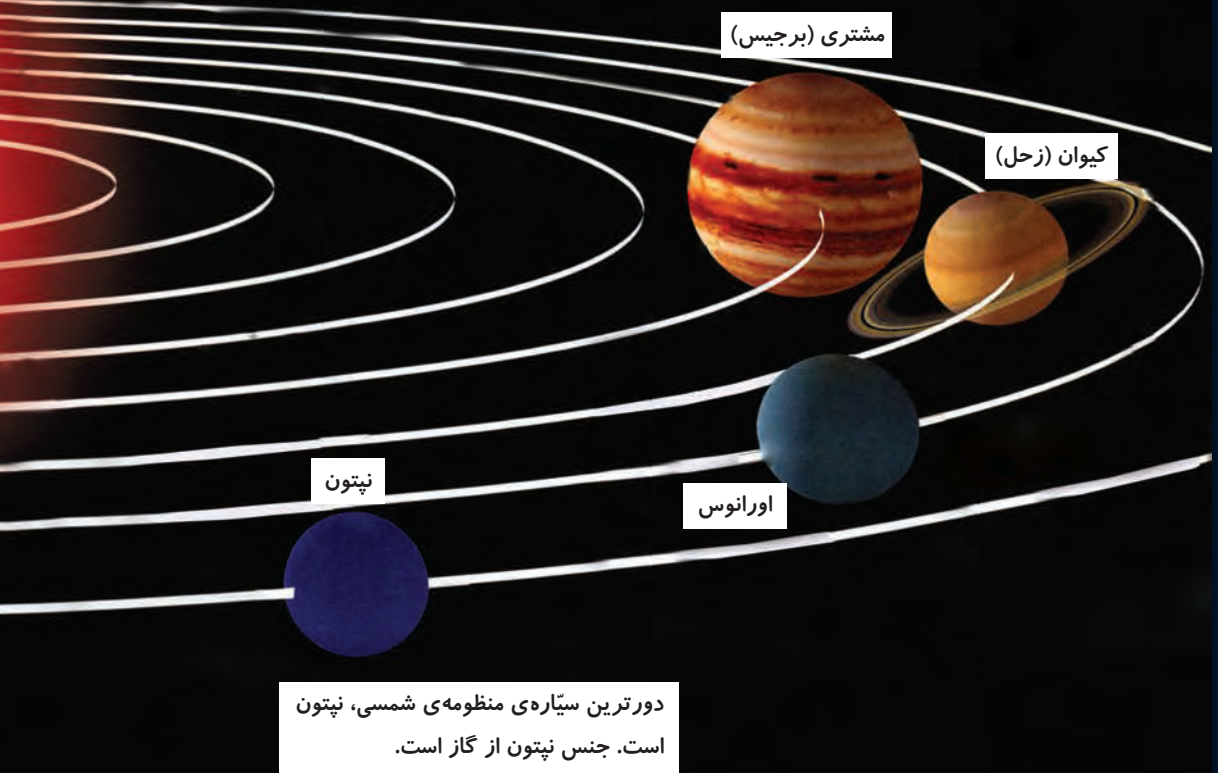 مشتری (برجیس)
کیوان (زحل)
نپتون
اورانوس
دورترین سیّاره‌ی منظومه‌ی شمسی، نپتون
است. جنس نپتون از گاز است.